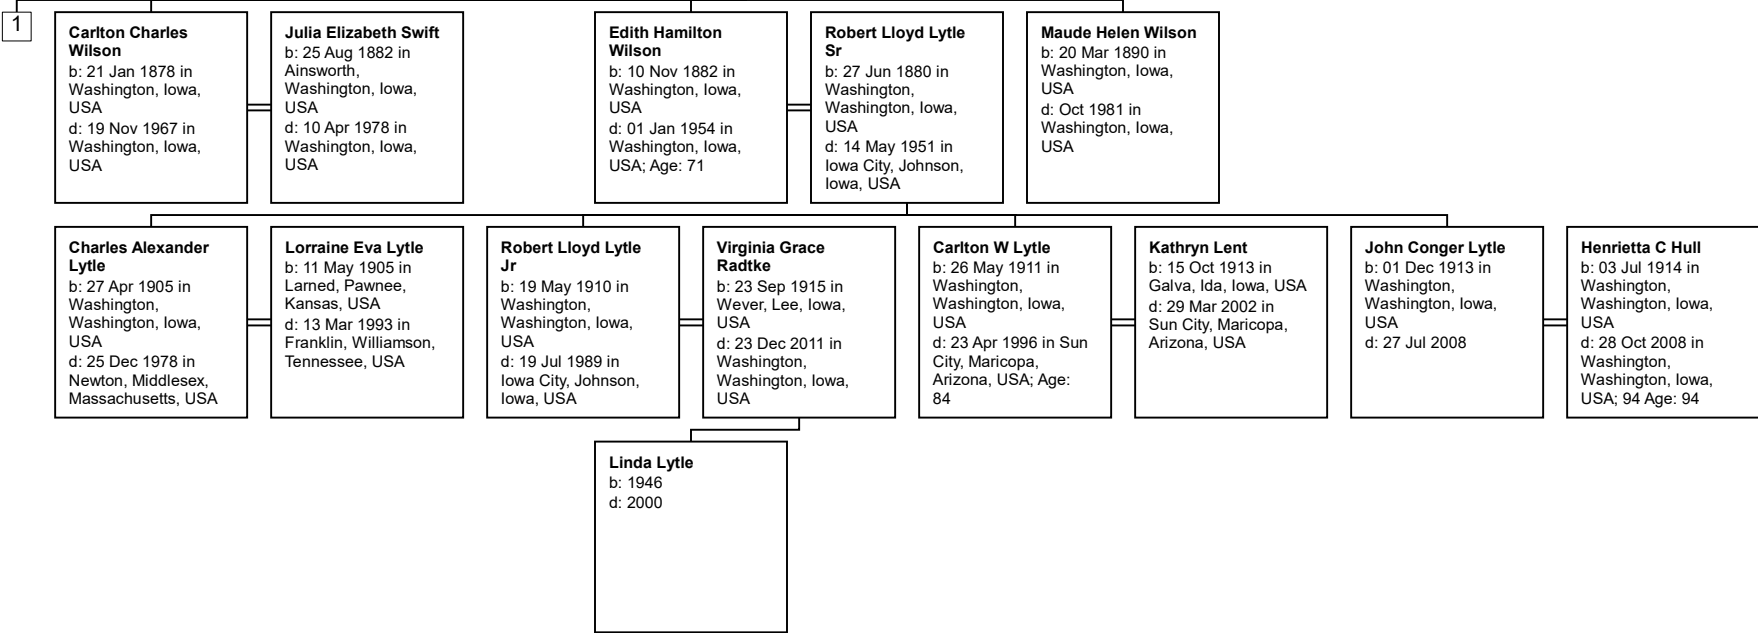 1
Carlton Charles
Wilson
b: 21 Jan 1878 in
Washington, Iowa,
USA
d: 19 Nov 1967 in
Washington, Iowa,
USA
Julia Elizabeth Swift
b: 25 Aug 1882 in
Ainsworth,
Washington, Iowa,
USA
d: 10 Apr 1978 in
Washington, Iowa,
USA
Edith Hamilton
Wilson
b: 10 Nov 1882 in
Washington, Iowa,
USA
d: 01 Jan 1954 in
Washington, Iowa,
USA; Age: 71
Robert Lloyd Lytle
Sr
b: 27 Jun 1880 in
Washington,
Washington, Iowa,
USA
d: 14 May 1951 in
Iowa City, Johnson,
Iowa, USA
Maude Helen Wilson
b: 20 Mar 1890 in
Washington, Iowa,
USA
d: Oct 1981 in
Washington, Iowa,
USA
Charles Alexander
Lytle
b: 27 Apr 1905 in
Washington,
Washington, Iowa,
USA
d: 25 Dec 1978 in
Newton, Middlesex,
Massachusetts, USA
Lorraine Eva Lytle
b: 11 May 1905 in
Larned, Pawnee,
Kansas, USA
d: 13 Mar 1993 in
Franklin, Williamson,
Tennessee, USA
Robert Lloyd Lytle
Jr
b: 19 May 1910 in
Washington,
Washington, Iowa,
USA
d: 19 Jul 1989 in
Iowa City, Johnson,
Iowa, USA
Virginia Grace
Radtke
b: 23 Sep 1915 in
Wever, Lee, Iowa,
USA
d: 23 Dec 2011 in
Washington,
Washington, Iowa,
USA
Carlton W Lytle
b: 26 May 1911 in
Washington,
Washington, Iowa,
USA
d: 23 Apr 1996 in Sun
City, Maricopa,
Arizona, USA; Age:
84
Kathryn Lent
b: 15 Oct 1913 in
Galva, Ida, Iowa, USA
d: 29 Mar 2002 in
Sun City, Maricopa,
Arizona, USA
John Conger Lytle
b: 01 Dec 1913 in
Washington,
Washington, Iowa,
USA
d: 27 Jul 2008
Henrietta C Hull
b: 03 Jul 1914 in
Washington,
Washington, Iowa,
USA
d: 28 Oct 2008 in
Washington,
Washington, Iowa,
USA; 94 Age: 94
Linda Lytle
b: 1946
d: 2000